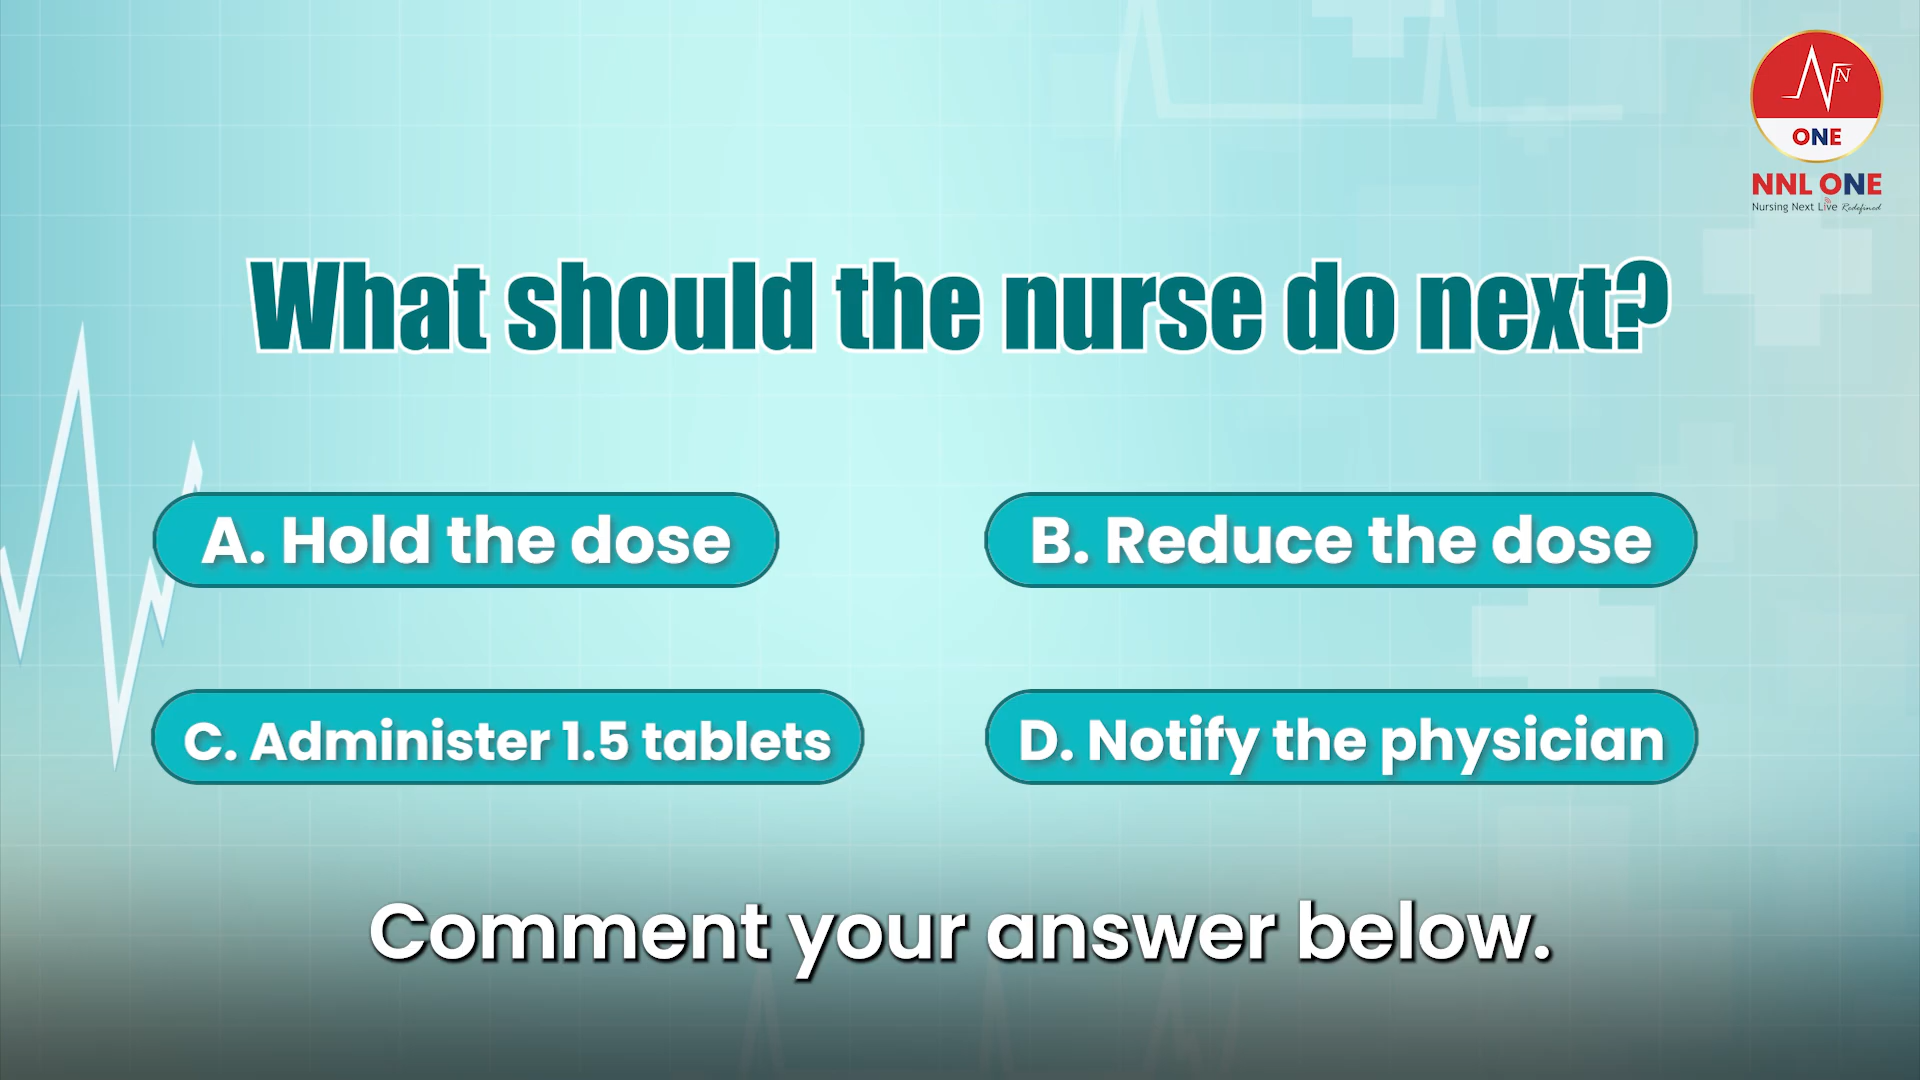 N
ONE
NNL ONE
Nursing Next Live Redefined
What should the nurse do next?
A. Hold the dose
B. Reduce the dose
C. Administer 1.5 tablets
D. Notify the physician
Comment your answer below.